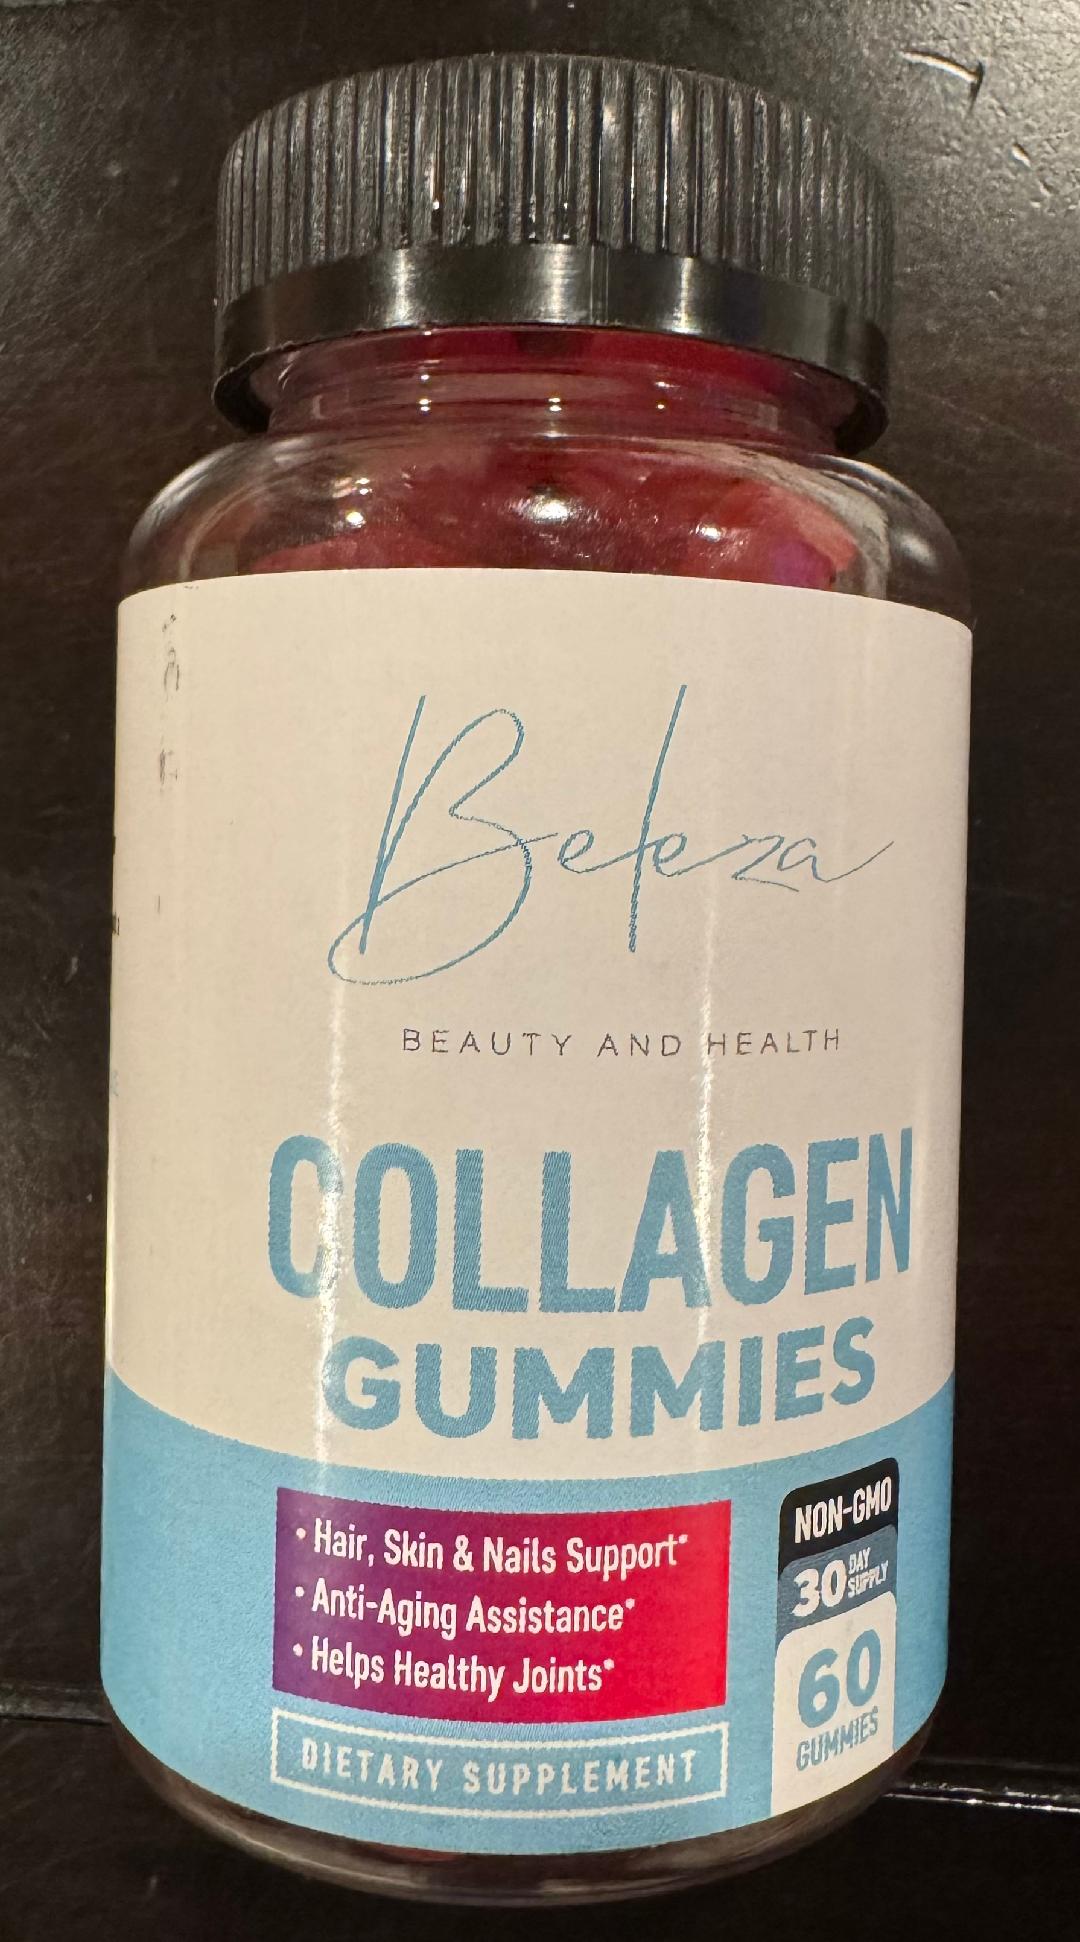 Beleza
BEAUTY AND HEALTH
COLLAGEN
GUMMIES
• Hair, Skin & Nails Support*
• Anti-Aging Assistance*
• Helps Healthy Joints*
DIETARY SUPPLEMENT
NON-GMO
30 DAY
SUPPLY
60
GUMMIES